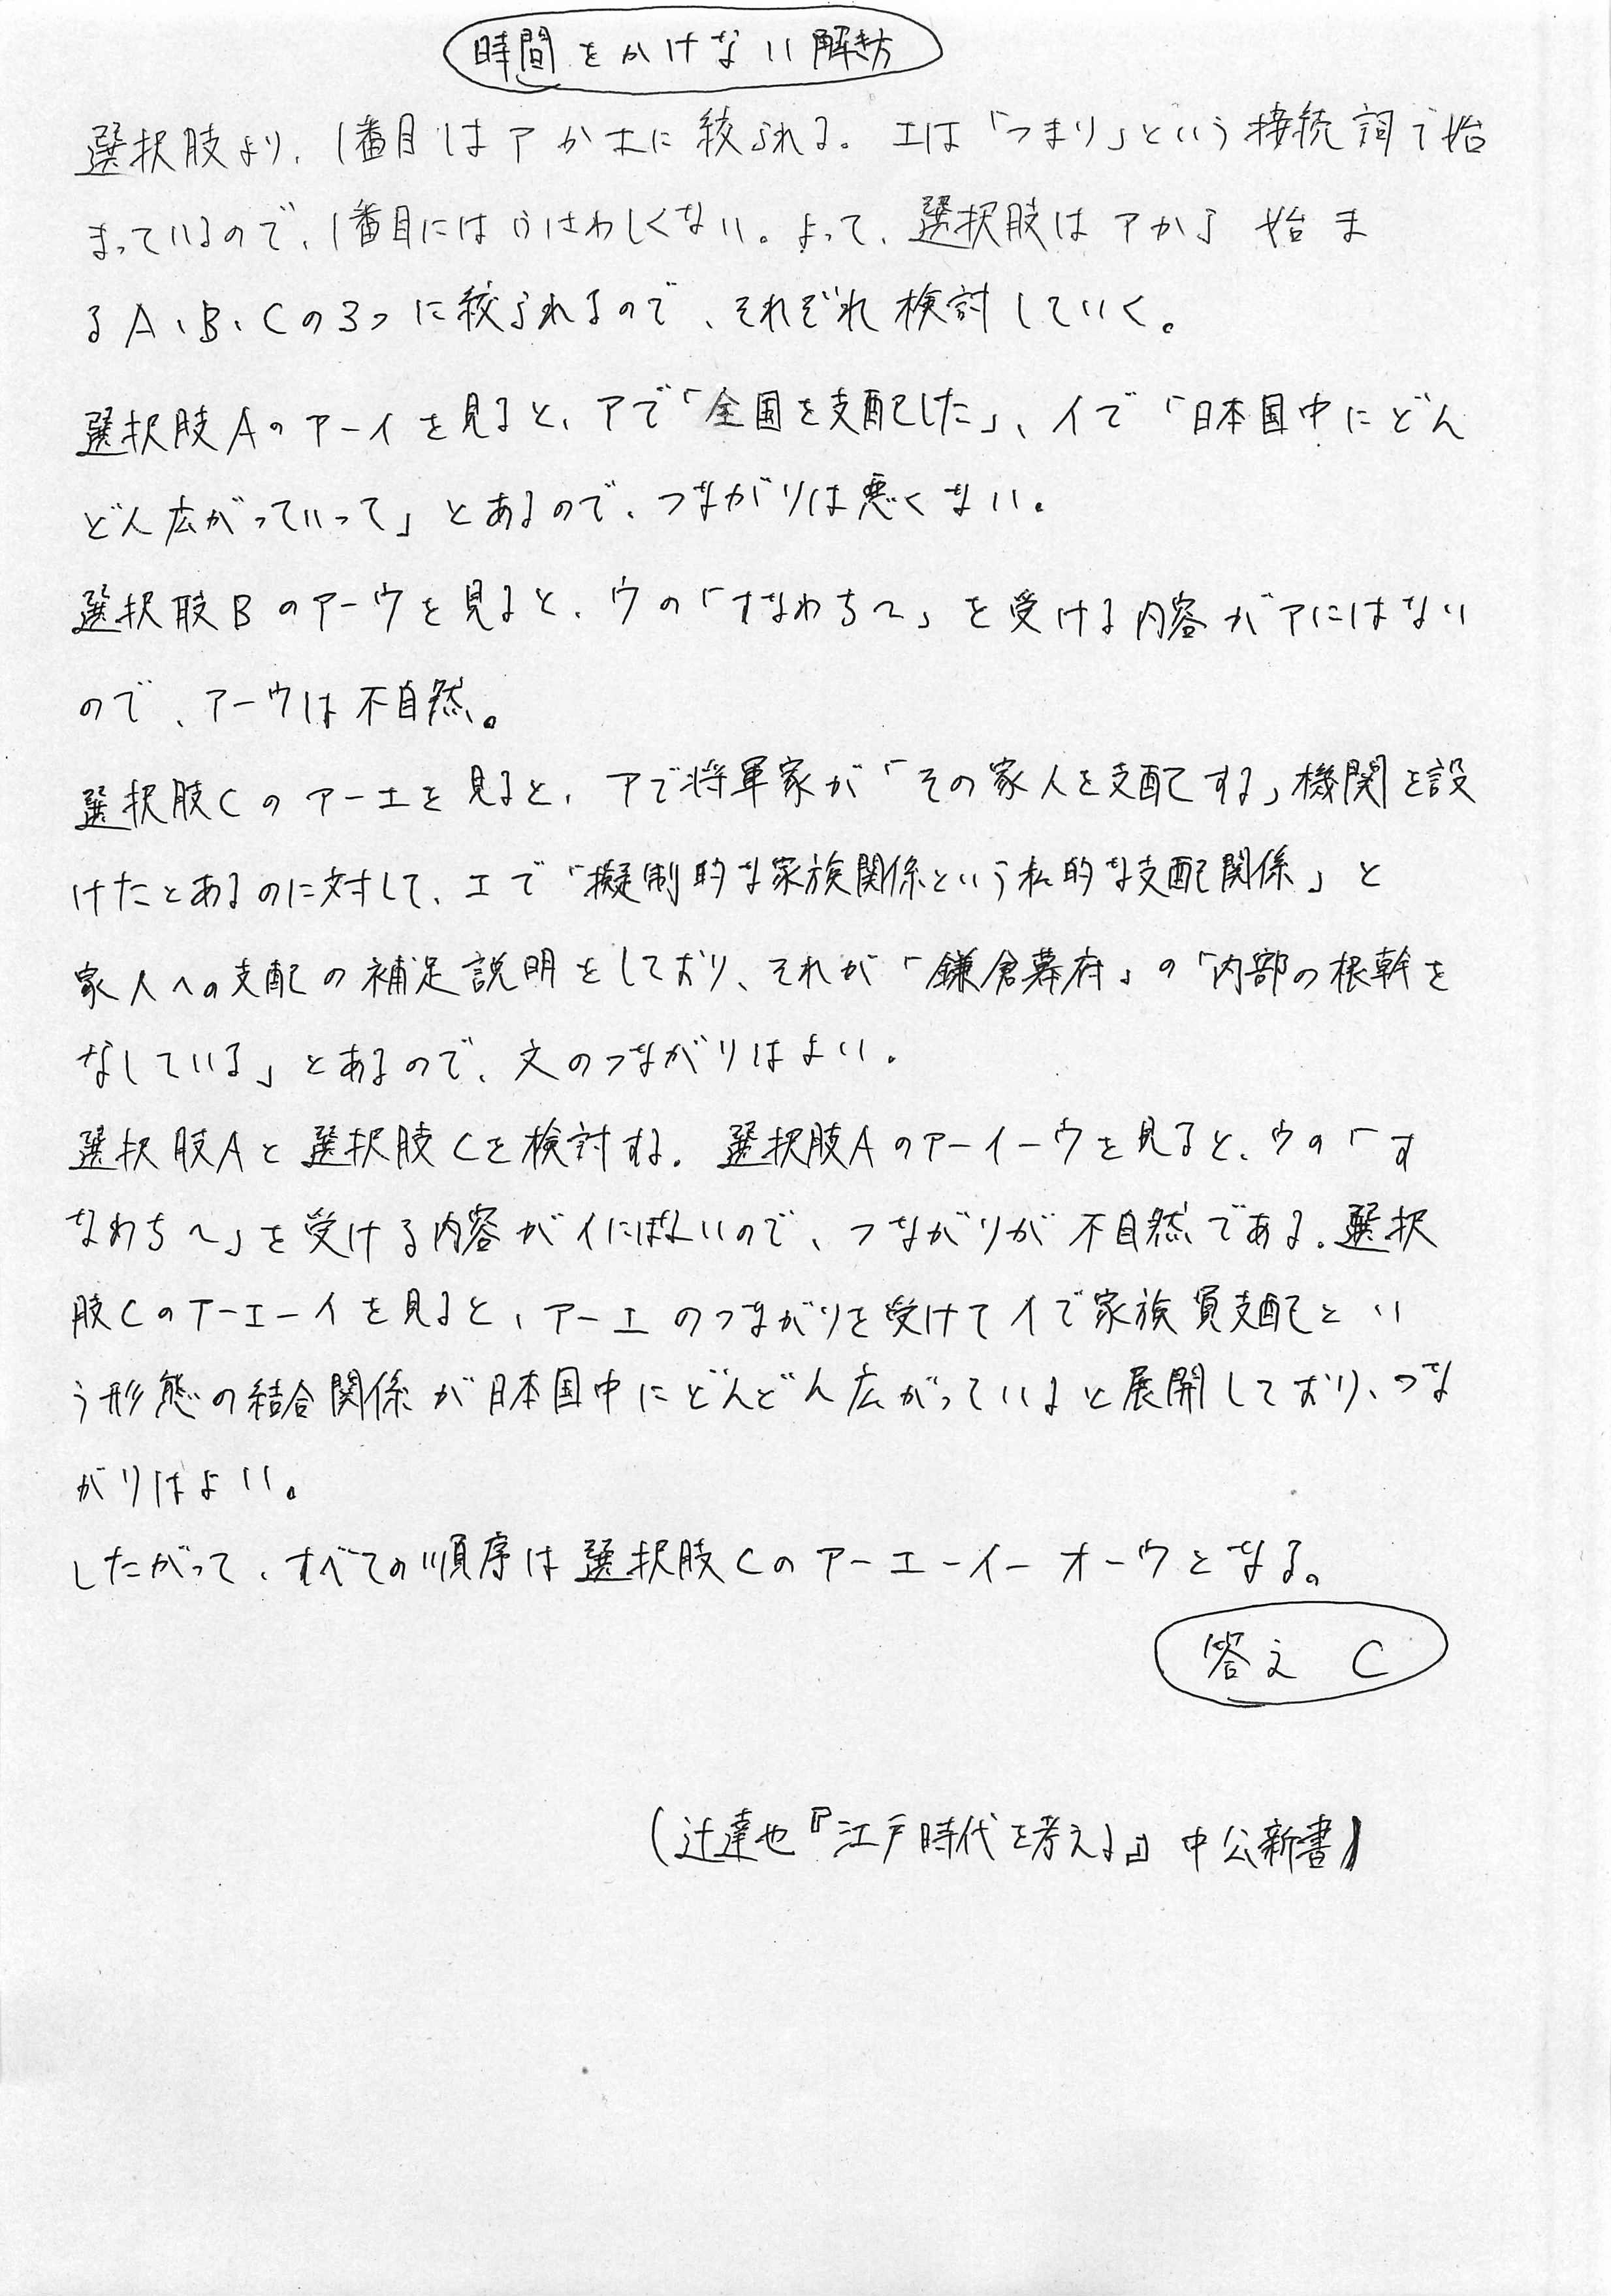 時間をかけない解き方
選択肢より、1番目はアかエに絞られる。エは「つまり」という接続詞で始
まっているので、1番目にはふさわしくない。よって、選択肢はアから始ま
るA、B、Cの3つに絞られるので、それぞれ検討していく。
選択肢Aのアーイを見ると、アで「全国を支配した」、イで「日本国中にどん
どん広がっていって」とあるので、つながりは悪くない。
選択肢Bのアーウを見ると、ウの「すなわち〜」を受ける内容がアにはない
ので、アーウは不自然。
選択肢Cのアーエを見ると、アで将軍家が「その家人を支配する」機関を設
けたとあるのに対して、エで「擬制的な家族関係という私的な支配関係」と
家人への支配の補足説明をしており、それが「鎌倉幕府」の「内部の根幹を
なしている」とあるので、文のつながりはよい。
選択肢Aと選択肢Cを検討する。選択肢Aのアーイーウを見ると、ウの「す
なわち〜」を受ける内容がイにはないので、つながりが不自然である。選択
肢Cのアーエーイを見ると、アーエのつながりを受けてイで家族員支配とい
う形態の結合関係が日本国中にどんどん広がっていると展開しており、つな
がりはよい。
したがって、すべての順序は選択肢Cのアーエーイーオーウとなる。
答え C
(辻達也『江戸時代を考える』中公新書)